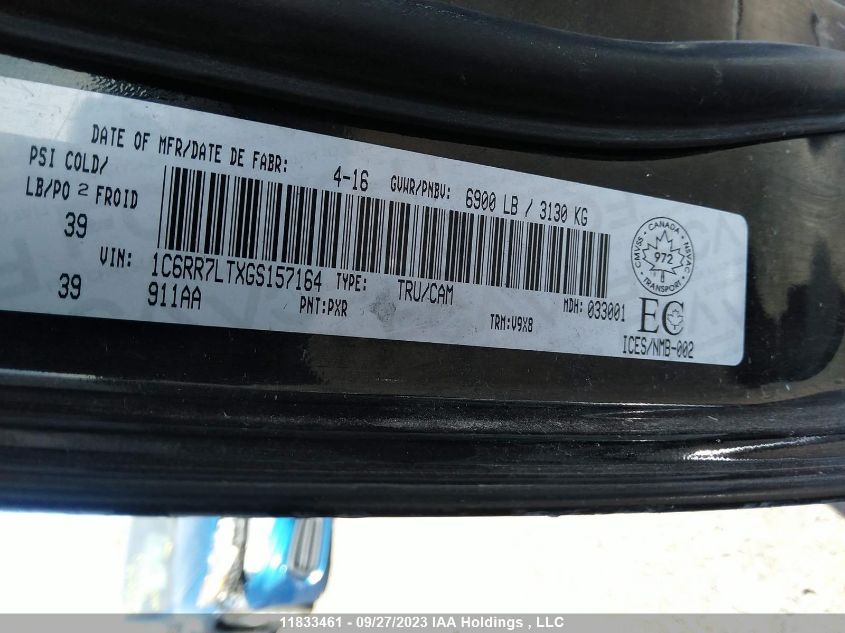 DATE OF MFR/DATE DE FABR: 4-16 GVWR/PNBV: 6900 LB / 3130 KG
PSI COLD/
LB/PO 2 FROID
39
VIN: 1C6RR7LTXGS157164 TYPE: TRU/CAM MDH: 033001
39 911AA PNT:PXR TRM:V9X8
CMVSS CANADA NSVAC
972
EC
ICES/NMB-002
11833461 - 09/27/2023 IAA Holdings , LLC